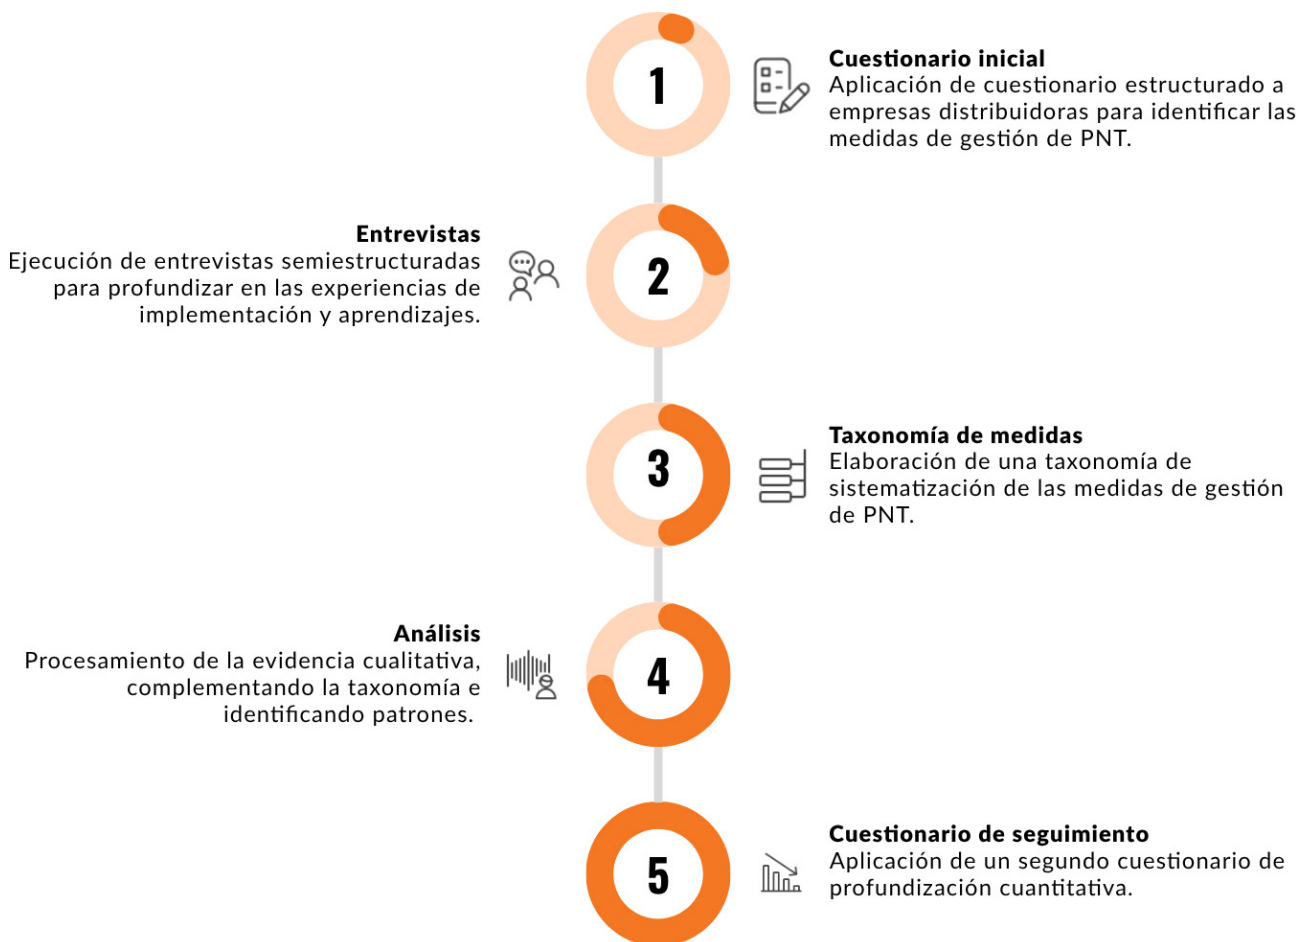 1
Cuestionario inicial
Aplicación de cuestionario estructurado a
empresas distribuidoras para identificar las
medidas de gestión de PNT.
2
Entrevistas
Ejecución de entrevistas semiestructuradas
para profundizar en las experiencias de
implementación y aprendizajes.
3
Taxonomía de medidas
Elaboración de una taxonomía de
sistematización de las medidas de gestión
de PNT.
4
Análisis
Procesamiento de la evidencia cualitativa,
complementando la taxonomía e
identificando patrones.
5
Cuestionario de seguimiento
Aplicación de un segundo cuestionario de
profundización cuantitativa.